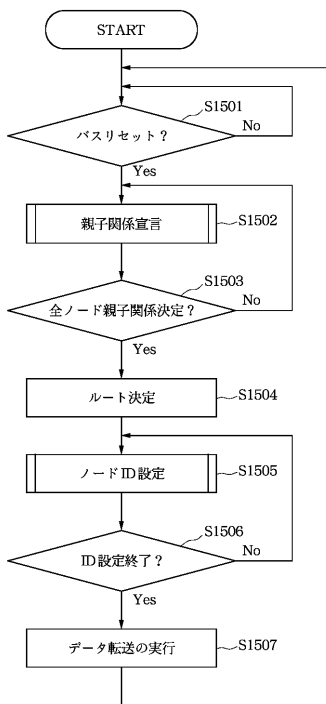 START
S1501
バスリセット?
No
Yes
親子関係宣言
S1502
S1503
全ノード親子関係決定?
No
Yes
ルート決定
S1504
ノードID設定
S1505
S1506
ID設定終了?
No
Yes
データ転送の実行
S1507